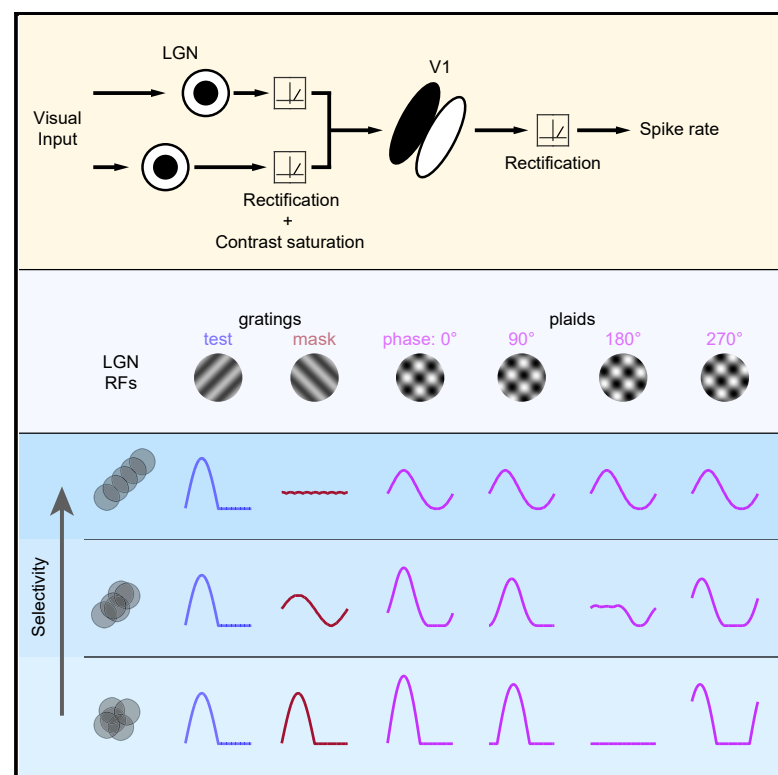 LGN
Visual
Input
V1
Spike rate
Rectification
Rectification
+
Contrast saturation
gratings
plaids
test
mask
phase: 0°
90°
180°
270°
LGN
RFs
Selectivity